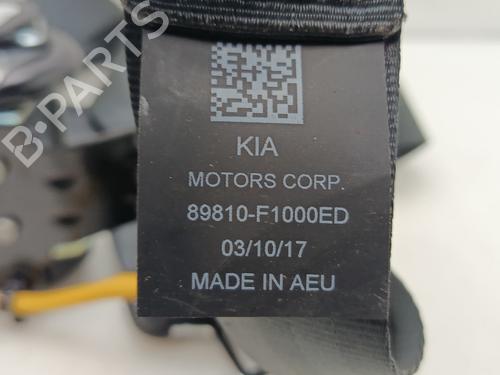 B-PARTS
KIA
MOTORS CORP.
89810-F1000ED
03/10/17
MADE IN AEU